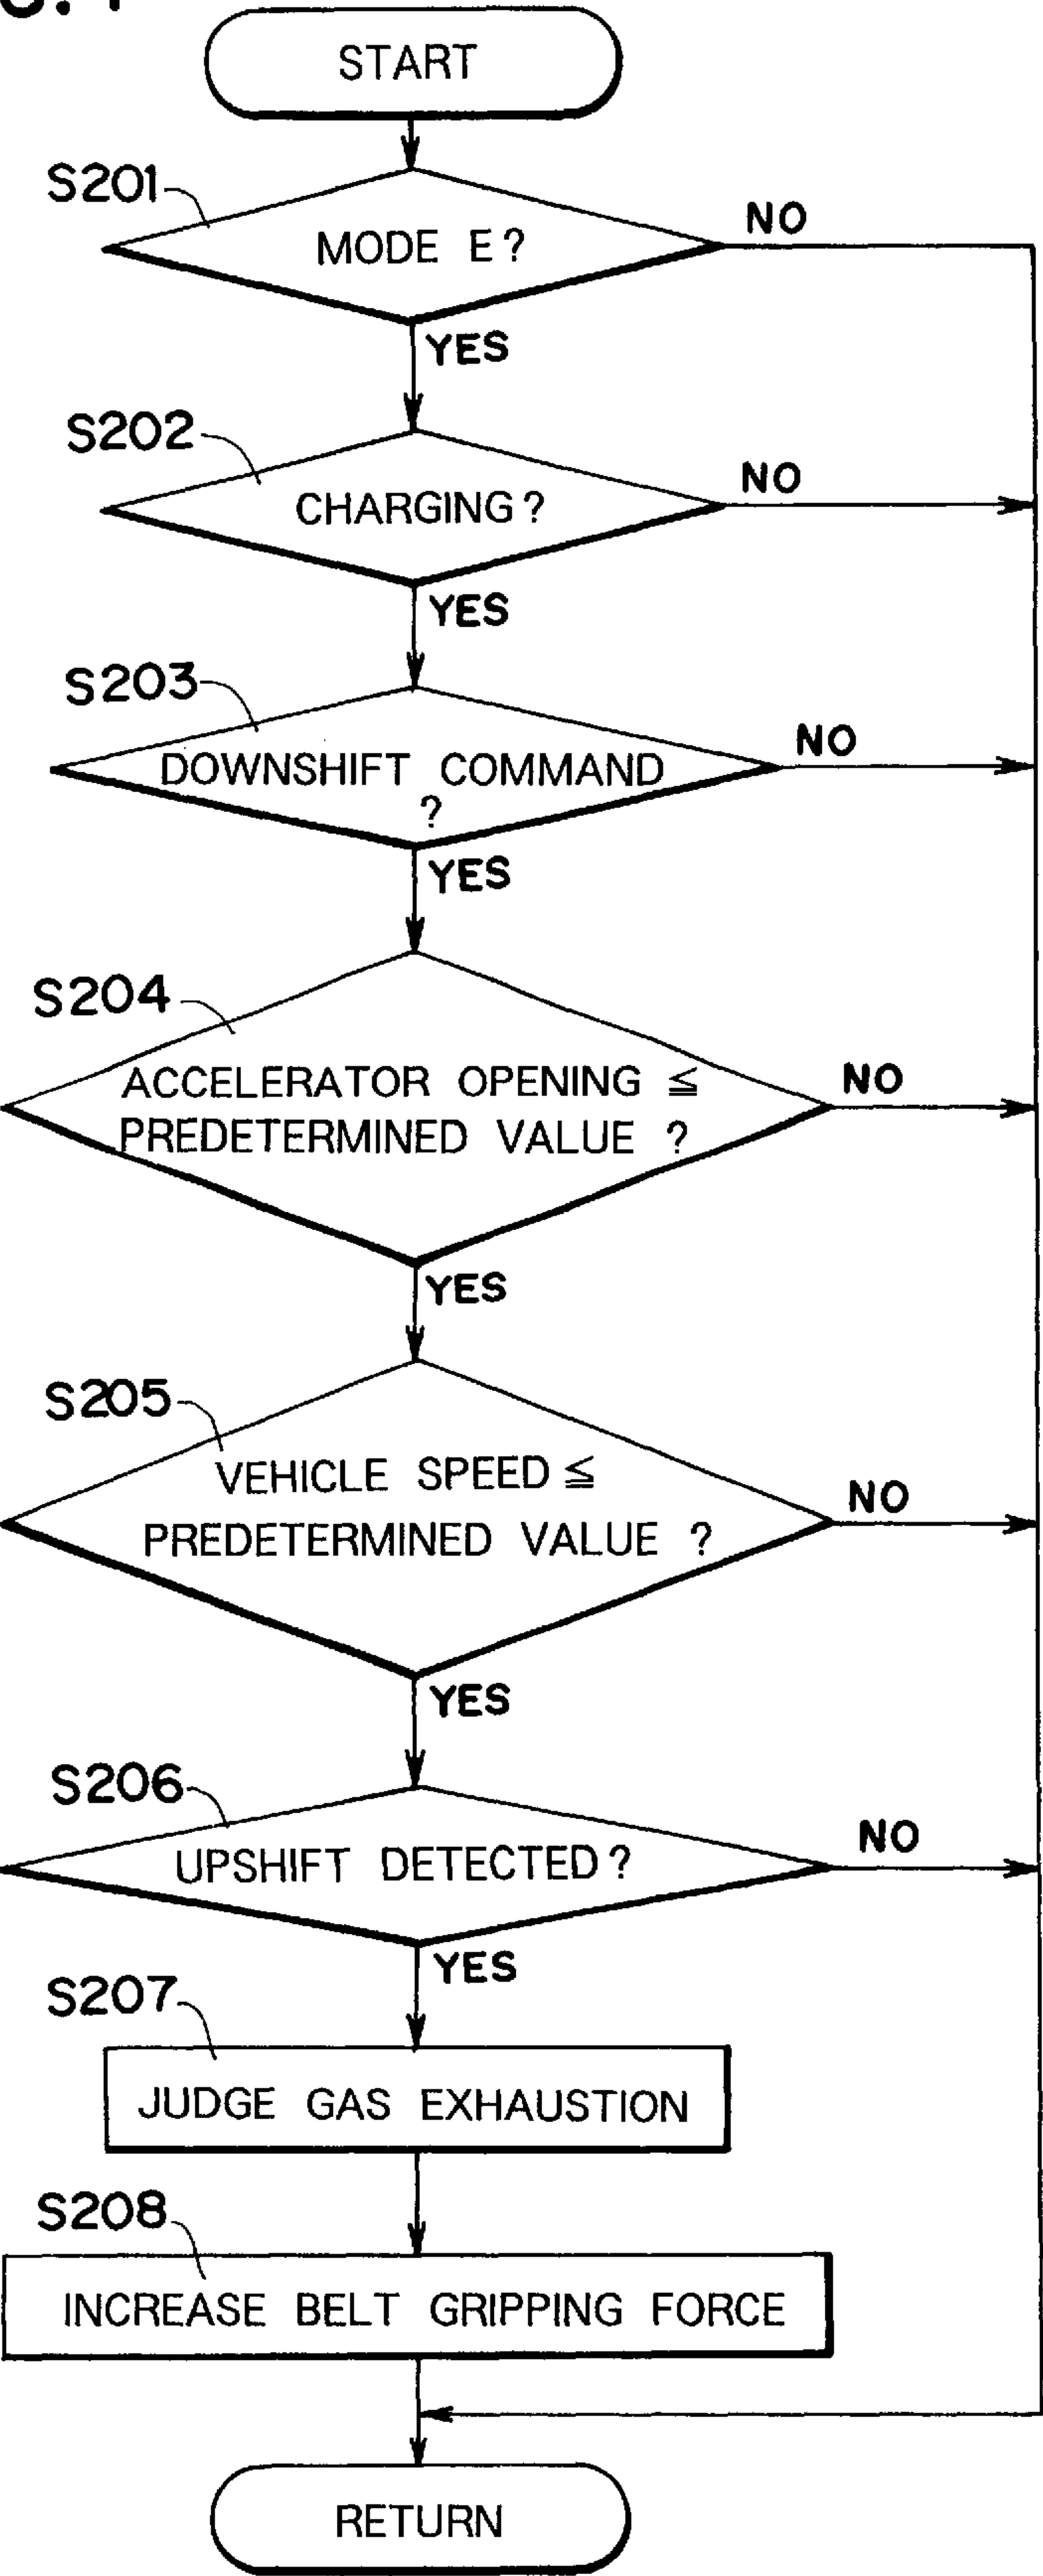 START
S201
MODE E?
NO
YES
S202
CHARGING?
NO
YES
S203
DOWNSHIFT COMMAND
?
NO
YES
S204
ACCELERATOR OPENING ≦
PREDETERMINED VALUE ?
NO
YES
S205
VEHICLE SPEED ≦
PREDETERMINED VALUE ?
NO
YES
S206
UPSHIFT DETECTED?
NO
YES
S207
JUDGE GAS EXHAUSTION
S208
INCREASE BELT GRIPPING FORCE
RETURN